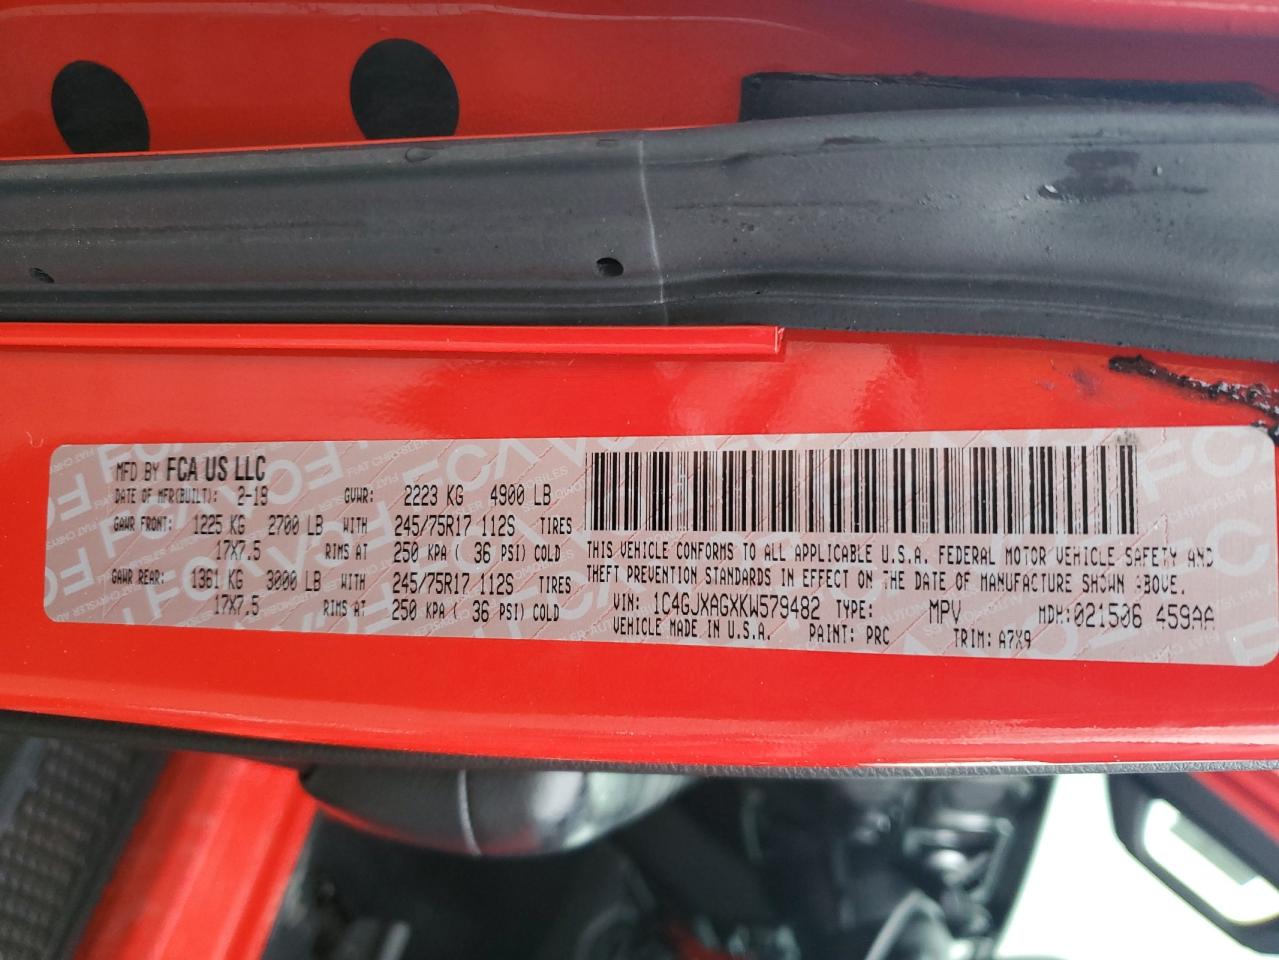 MFD BY FCA US LLC
DATE OF MFR(BUILT): 2-19 GVWR: 2223 KG 4900 LB
GAWR FRONT: 1225 KG 2700 LB WITH 245/75R17 112S TIRES
17X7.5 RIMS AT 250 KPA ( 36 PSI) COLD
GAWR REAR: 1361 KG 3000 LB WITH 245/75R17 112S TIRES
17X7.5 RIMS AT 250 KPA ( 36 PSI) COLD
THIS VEHICLE CONFORMS TO ALL APPLICABLE U.S.A. FEDERAL MOTOR VEHICLE SAFETY AND
THEFT PREVENTION STANDARDS IN EFFECT ON THE DATE OF MANUFACTURE SHOWN ABOVE.
VIN: 1C4GJXAGXKW579482 TYPE: MPV MDH:021506 459AA
VEHICLE MADE IN U.S.A. PAINT: PRC TRIM: A7X9